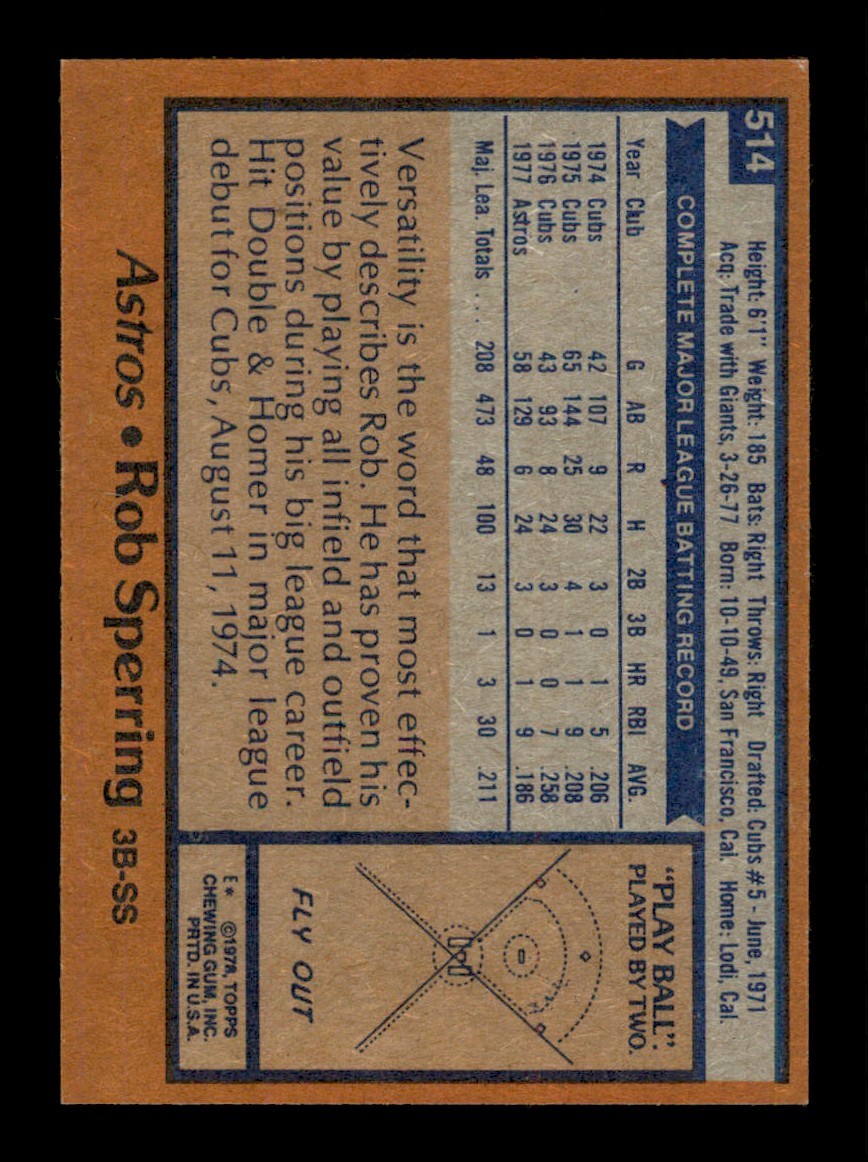 514
Height: 6'1" Weight: 185 Bats: Right Throws: Right Drafted: Cubs #5 - June, 1971
Acq: Trade with Giants, 3-26-77 Born: 10-10-49, San Francisco, Cal. Home: Lodi, Cal.
COMPLETE MAJOR LEAGUE BATTING RECORD
Year Club G AB R H 2B 3B HR RBI AVG.
1974 Cubs 42 107 9 22 3 0 1 5 .206
1975 Cubs 65 144 25 30 4 1 1 9 .208
1976 Cubs 43 93 8 24 3 0 0 7 .258
1977 Astros 58 129 6 24 3 0 1 9 .186
Maj. Lea. Totals . . . 208 473 48 100 13 1 3 30 .211
Versatility is the word that most effec-
tively describes Rob. He has proven his
value by playing all infield and outfield
positions during his big league career.
Hit Double & Homer in major league
debut for Cubs, August 11, 1974.
"PLAY BALL".
PLAYED BY TWO.
FLY OUT
E* ©1978, TOPPS
CHEWING GUM, INC.
PRTD. IN U.S.A.
Astros • Rob Sperring 3B-SS